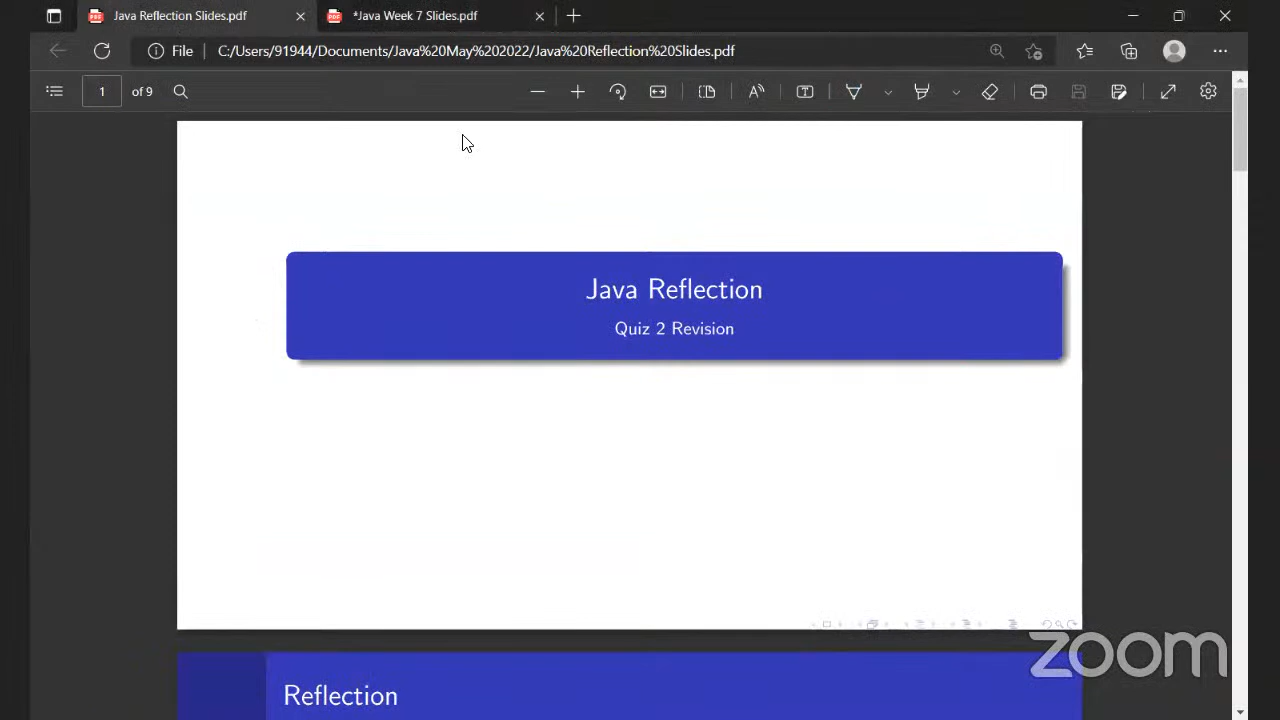 Java Reflection Slides.pdf
*Java Week 7 Slides.pdf
File
C:/Users/91944/Documents/Java%20May%202022/Java%20Reflection%20Slides.pdf
1 of 9
Java Reflection
Quiz 2 Revision
zoom
Reflection